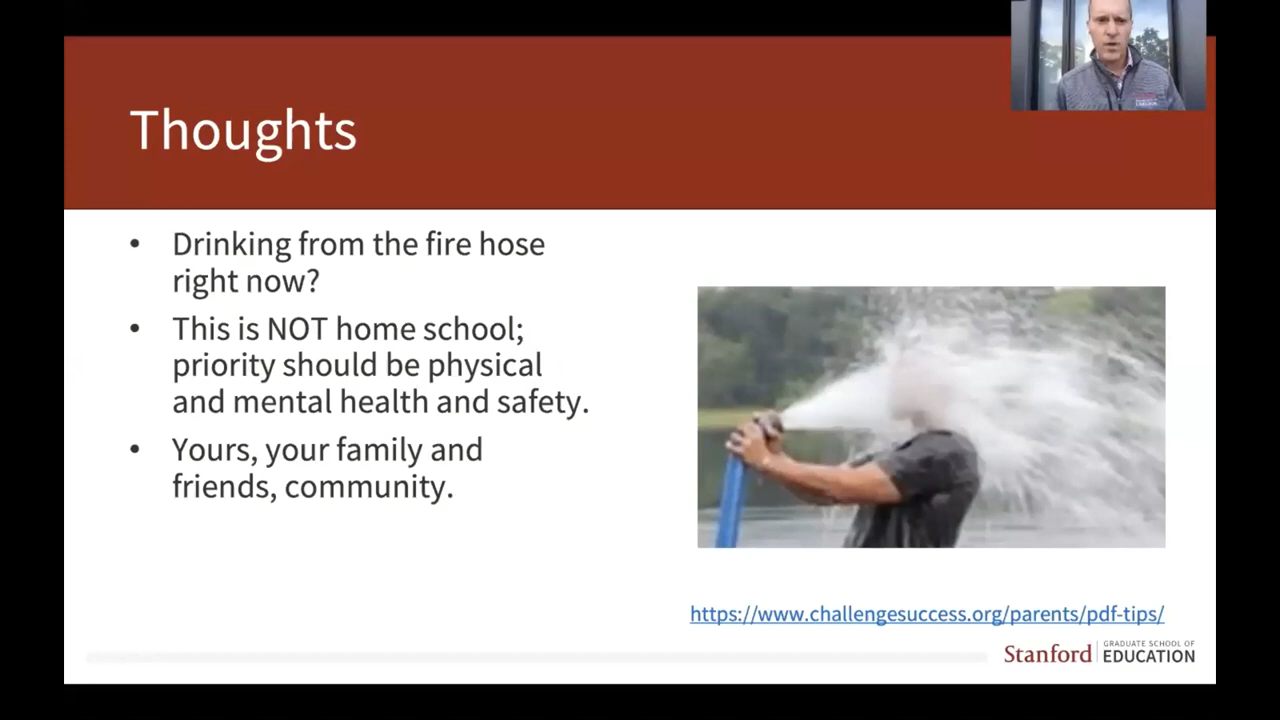 Thoughts
• Drinking from the fire hose
right now?
• This is NOT home school;
priority should be physical
and mental health and safety.
• Yours, your family and
friends, community.
https://www.challengesuccess.org/parents/pdf-tips/
Stanford
GRADUATE SCHOOL OF
EDUCATION